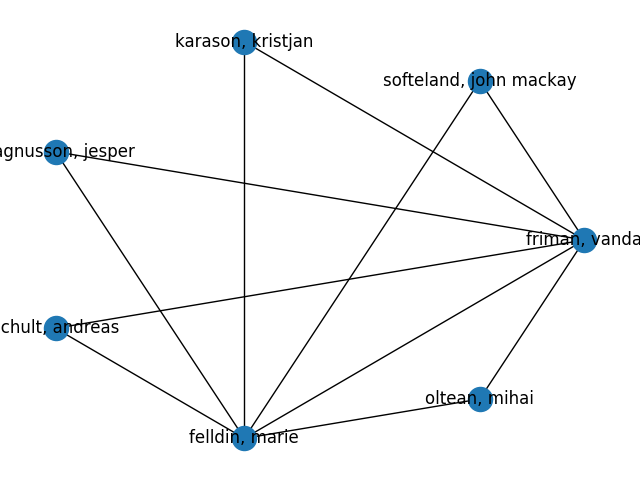 karason, kristjan
softeland, john mackay
agnusson, jesper
friman, vanda
chult, andreas
oltean, mihai
felldin, marie